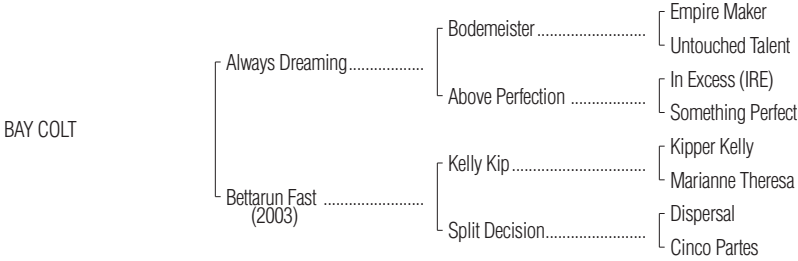 Empire Maker
Bodemeister..........................
Untouched Talent
Always Dreaming..................
In Excess (IRE)
Above Perfection ..................
Something Perfect
BAY COLT
Kipper Kelly
Kelly Kip................................
Marianne Theresa
Bettarun Fast ........................
(2003)
Dispersal
Split Decision........................
Cinco Partes